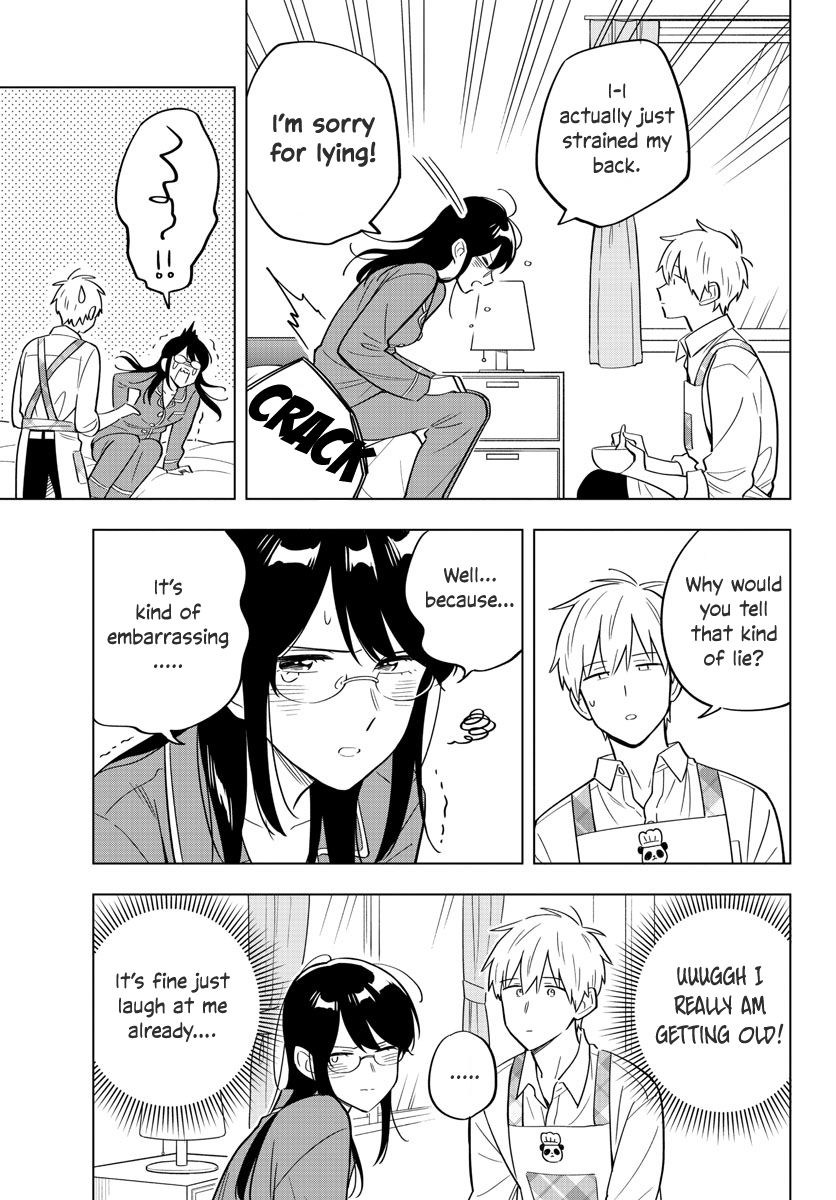 I-I
actually just
strained my
back.
I'm sorry
for lying!
CRACK
!!
Why would
you tell
that kind
of lie?
Well...
because...
It's
kind of
embarrassing
.....
UUUGGH I
REALLY AM
GETTING OLD!
.....
It's fine just
laugh at me
already....